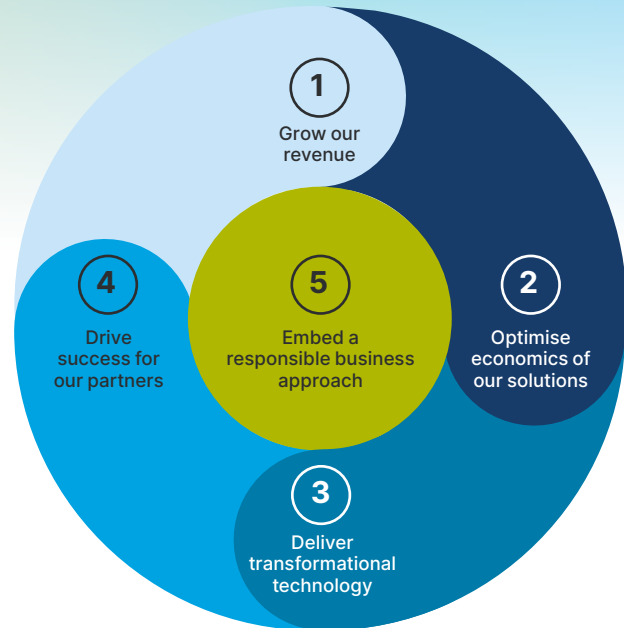 1
Grow our
revenue
2
Optimise
economics of
our solutions
3
Deliver
transformational
technology
4
Drive
success for
our partners
5
Embed a
responsible business
approach